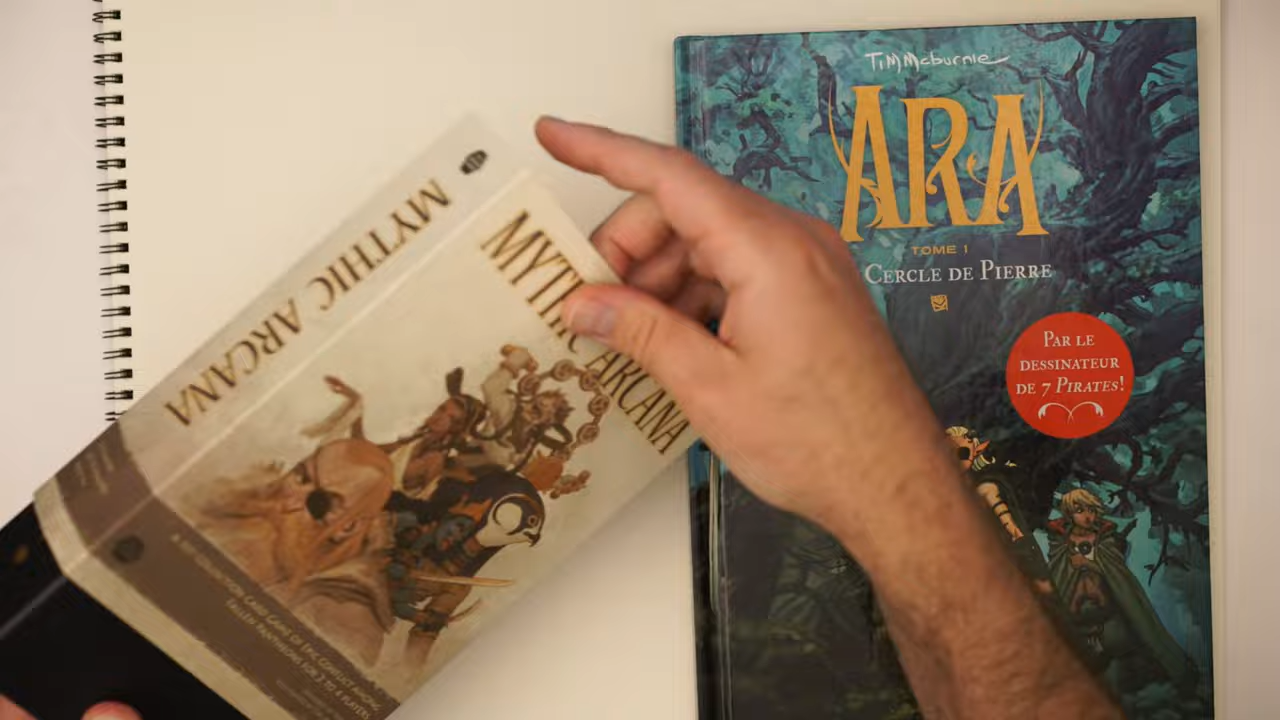 MYTHIC ARCANA
MYTHIC ARCANA
TIM Mcburnie
ARA
TOME 1
CERCLE DE PIERRE
PAR LE
DESSINATEUR
DE 7 PIRATES!